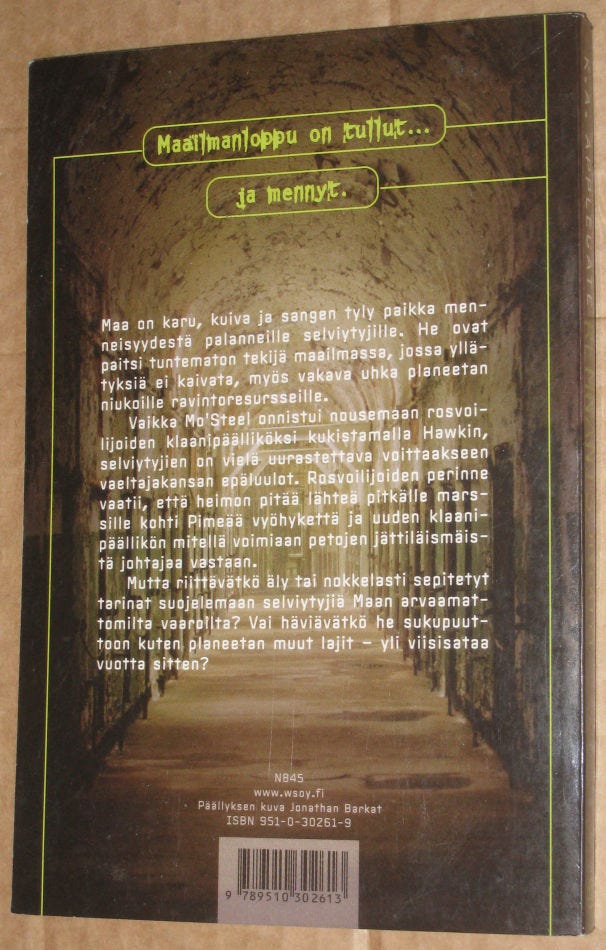 Maailmanloppu on tullut...
ja mennyt.
Maa on karu, kuiva ja sangen tyly paikka men-
neisyydestä palanneille selviytyjille. He ovat
paitsi tuntematon tekijä maailmassa, jossa yllä-
tyksiä ei kaivata, myös vakava uhka planeetan
niukoille ravintoresursseille.
Vaikka Mo'Steel onnistui nousemaan rosvoi-
lijoiden klaanipäälliköksi kukistamalla Hawkin,
selviytyjien on vielä uurastettava voittaakseen
vaeltajakansan epäluulot. Rosvoilijoiden perinne
vaatii, että heimon pitää lähteä pitkälle mars-
sille kohti Pimeää vyöhykettä ja uuden klaani-
päällikön mitellä voimiaan petojen jättiläismäis-
tä johtajaa vastaan.
Mutta riittävätkö äly tai nokkelasti sepitetyt
tarinat suojelemaan selviytyjiä Maan arvaamat-
tomilta vaaroilta? Vai häviävätkö he sukupuut-
toon kuten planeetan muut lajit – yli viisisataa
vuotta sitten?
N845
www.wsoy.fi
Päällyksen kuva Jonathan Barkat
ISBN 951-0-30261-9
9 789510 302613